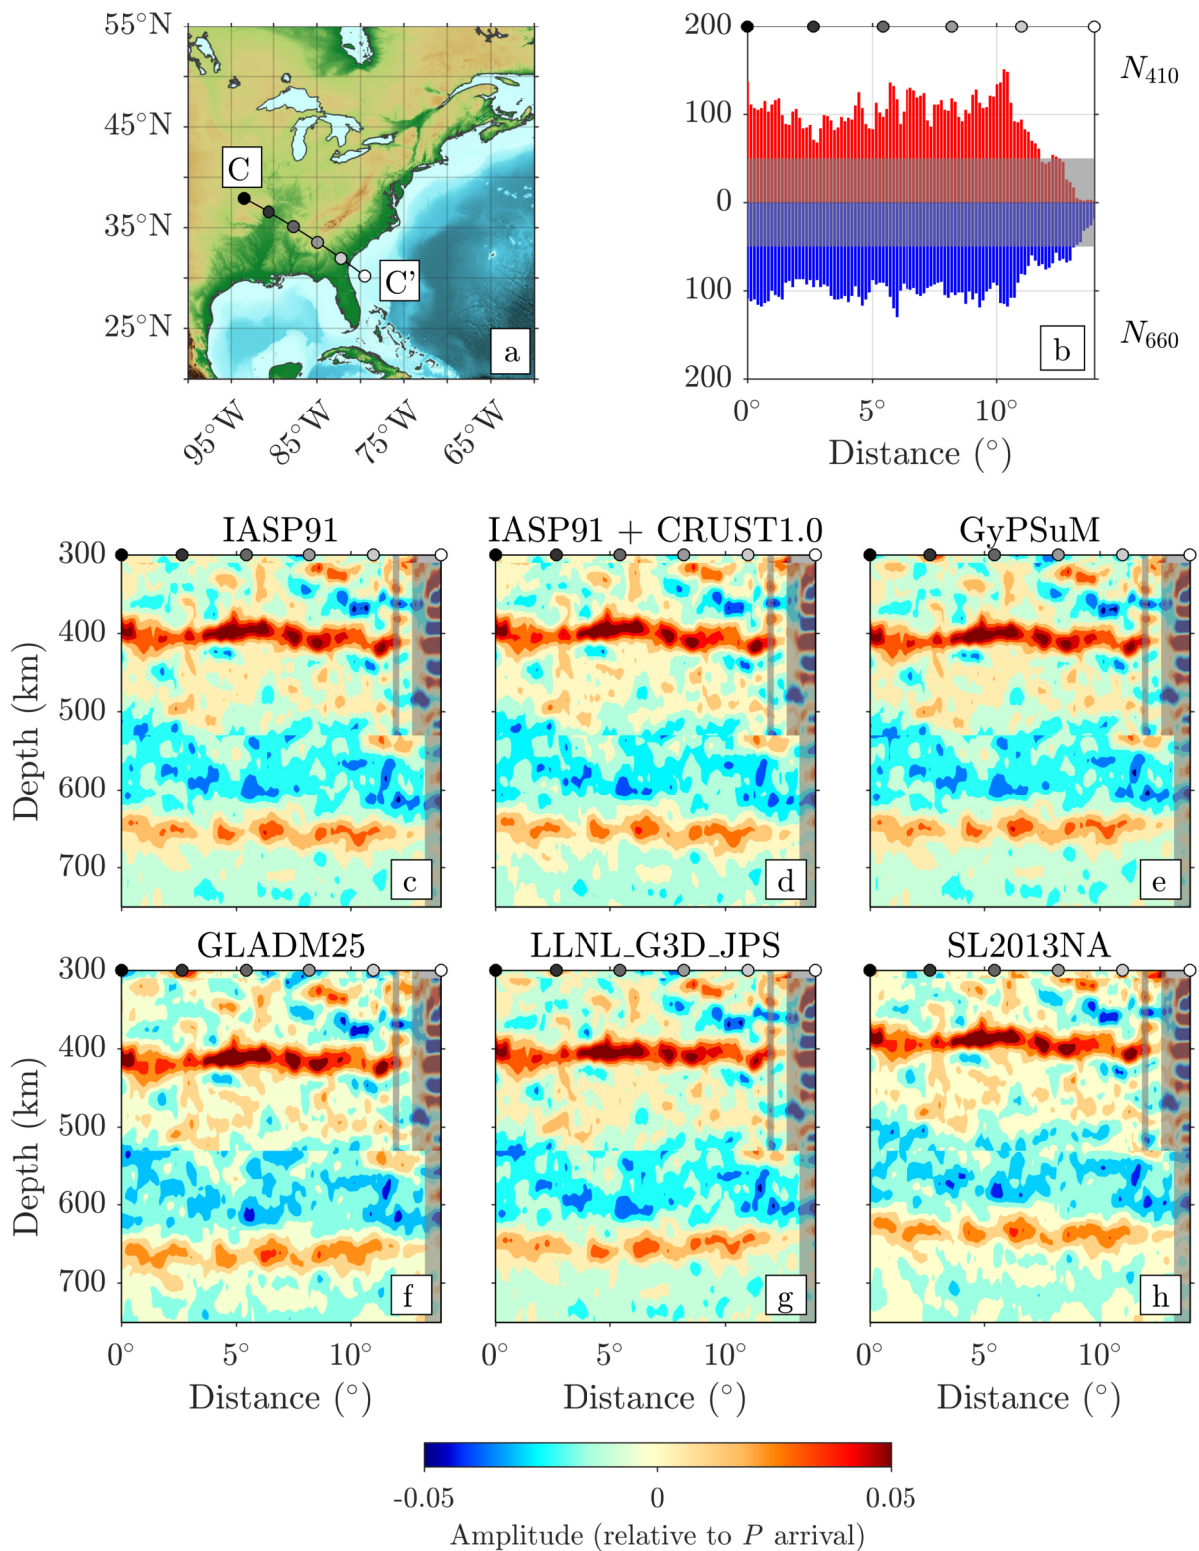 55°N
45°N
35°N
25°N
C
C'
a
95°W
85°W
75°W
65°W
200
100
0
100
200
N410
N660
b
0°
5°
10°
Distance (°)
IASP91
IASP91 + CRUST1.0
GyPSuM
300
400
500
600
700
Depth (km)
c
d
e
GLADM25
LLNL_G3D_JPS
SL2013NA
300
400
500
600
700
Depth (km)
f
g
h
0°
5°
10°
0°
5°
10°
0°
5°
10°
Distance (°)
Distance (°)
Distance (°)
-0.05
0
0.05
Amplitude (relative to P arrival)